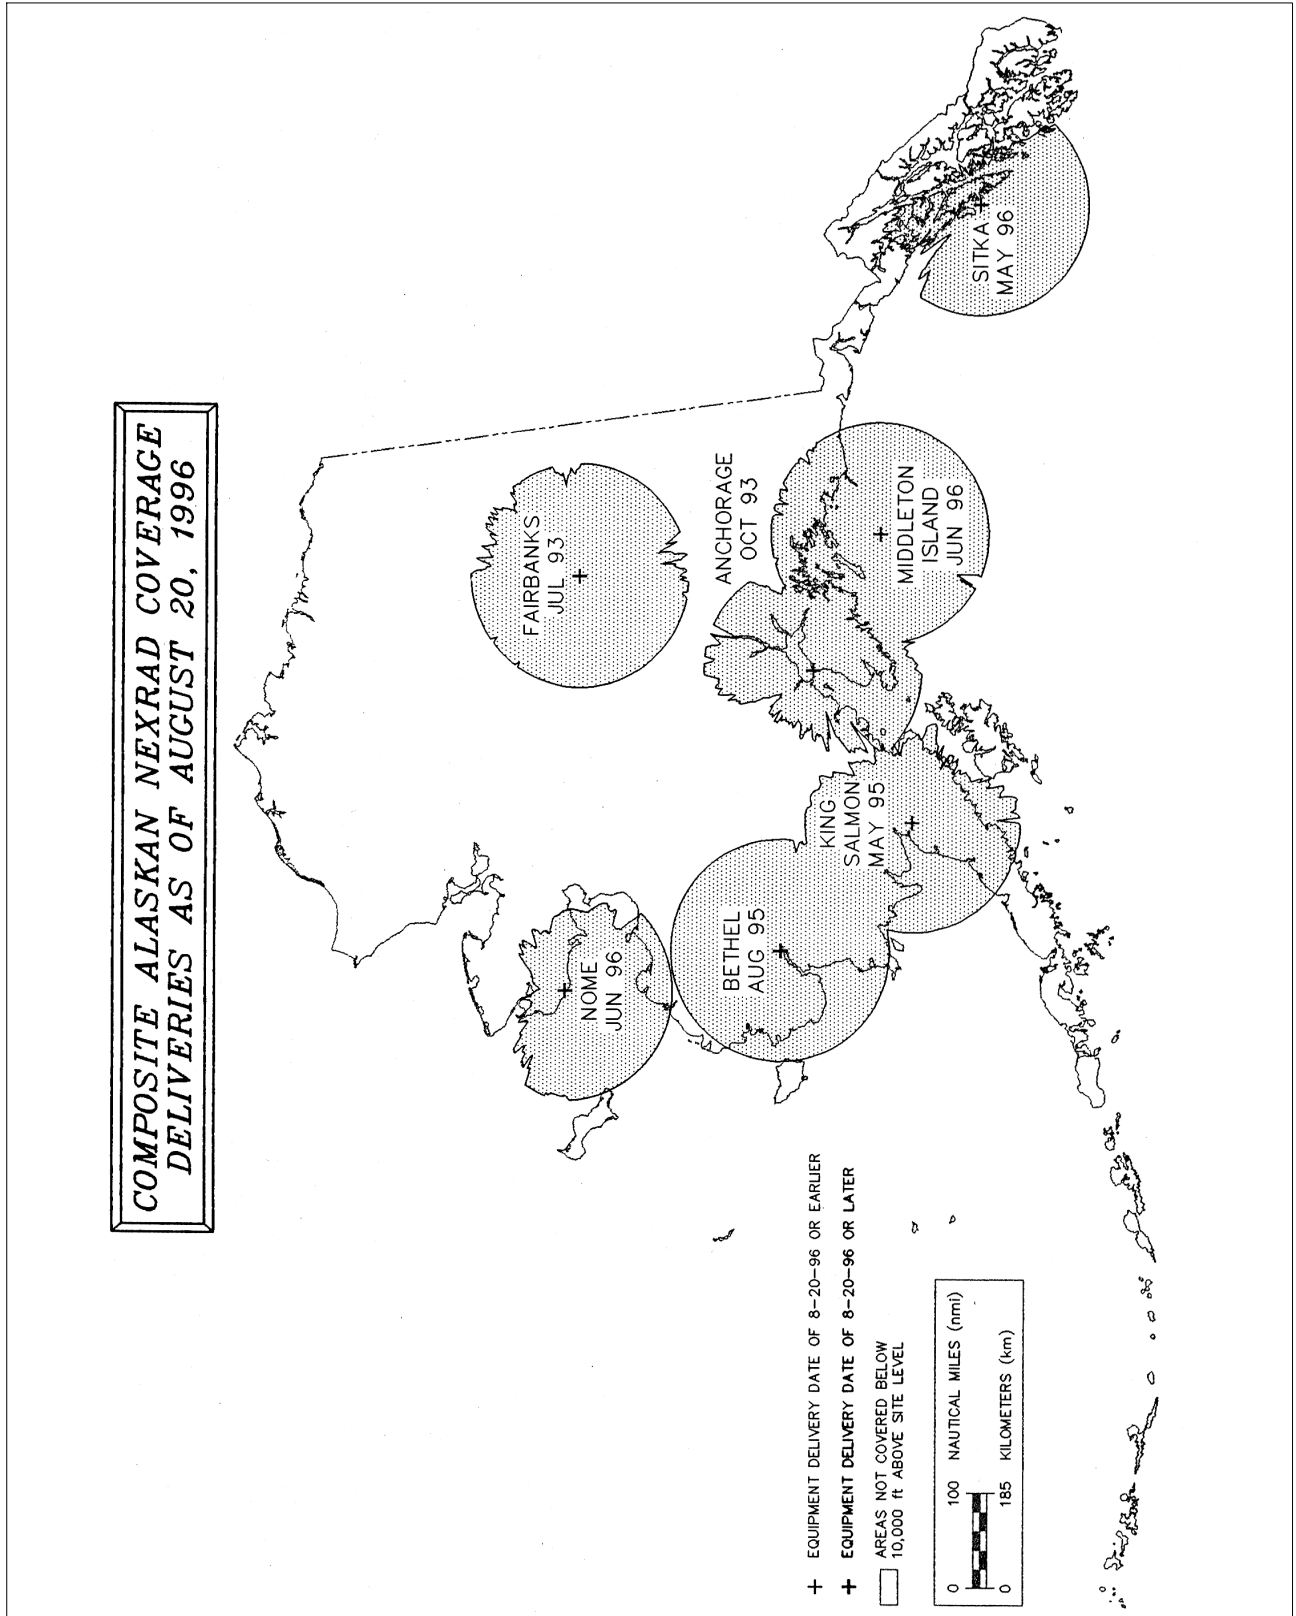 COMPOSITE ALASKAN NEXRAD COVERAGE
DELIVERIES AS OF AUGUST 20, 1996
NOME
JUN 96
FAIRBANKS
JUL 93
BETHEL
AUG 95
ANCHORAGE
OCT 93
KING
SALMON
MAY 95
MIDDLETON
ISLAND
JUN 96
SITKA
MAY 96
+ EQUIPMENT DELIVERY DATE OF 8-20-96 OR EARLIER
+ EQUIPMENT DELIVERY DATE OF 8-20-96 OR LATER
AREAS NOT COVERED BELOW
10,000 ft ABOVE SITE LEVEL
0 100 NAUTICAL MILES (nmi)
0 185 KILOMETERS (km)